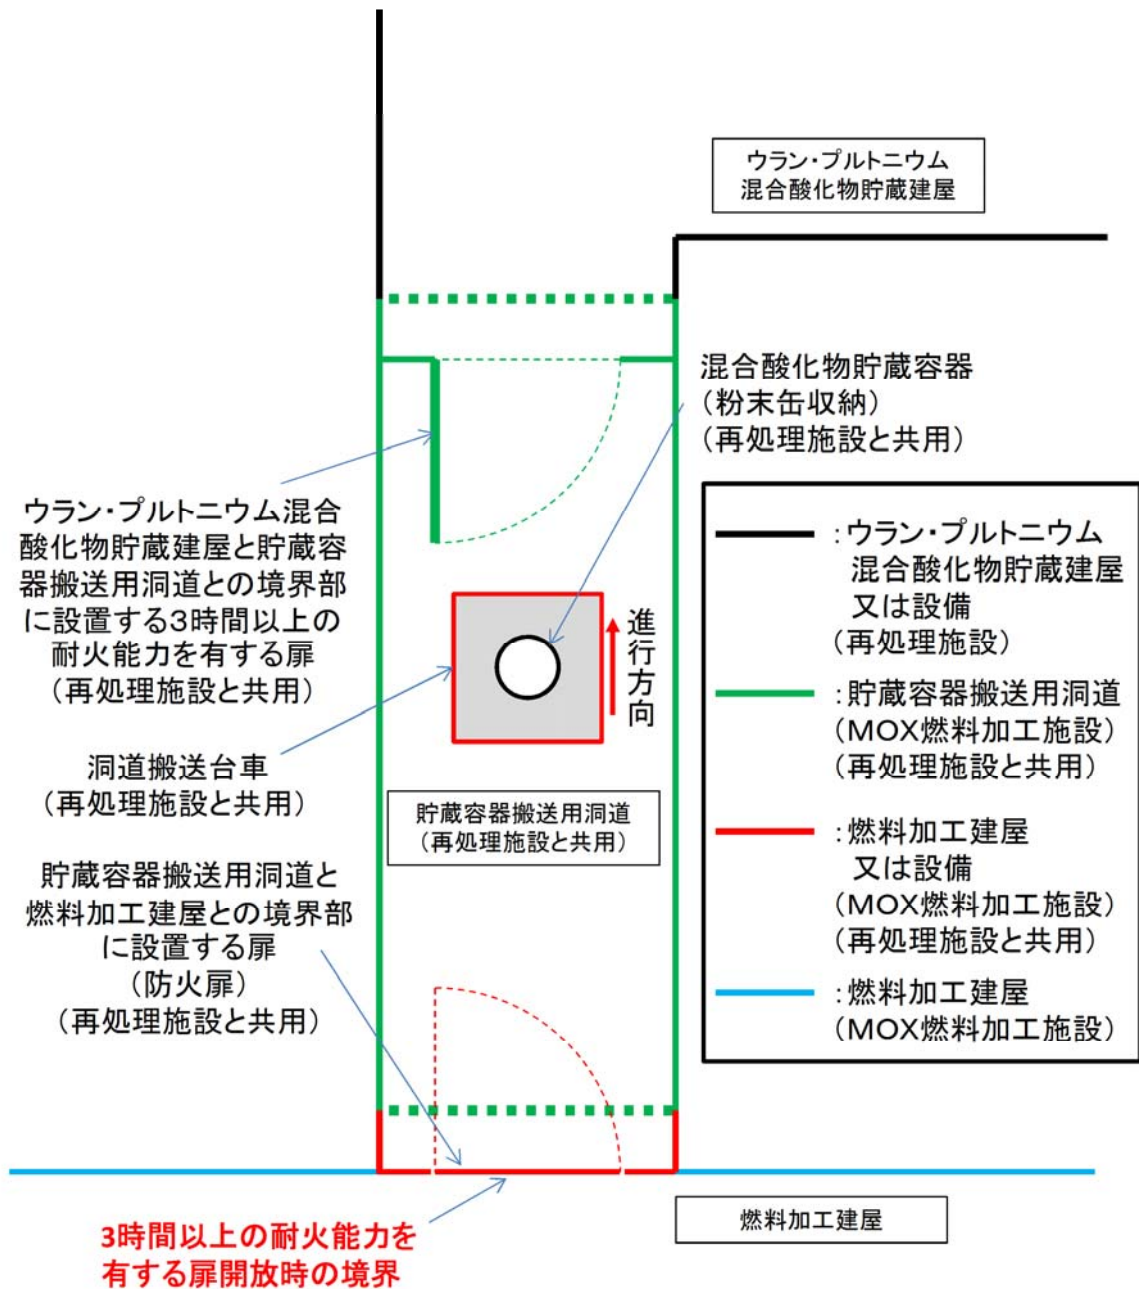 ウラン・プルトニウム
混合酸化物貯蔵建屋
混合酸化物貯蔵容器
(粉末缶収納)
(再処理施設と共用)
ウラン・プルトニウム混合
酸化物貯蔵建屋と貯蔵容
器搬送用洞道との境界部
に設置する3時間以上の
耐火能力を有する扉
(再処理施設と共用)
進行方向
洞道搬送台車
(再処理施設と共用)
貯蔵容器搬送用洞道
(再処理施設と共用)
貯蔵容器搬送用洞道と
燃料加工建屋との境界部
に設置する扉
(防火扉)
(再処理施設と共用)
:ウラン・プルトニウム
混合酸化物貯蔵建屋
又は設備
(再処理施設)
:貯蔵容器搬送用洞道
(MOX燃料加工施設)
(再処理施設と共用)
:燃料加工建屋
又は設備
(MOX燃料加工施設)
(再処理施設と共用)
:燃料加工建屋
(MOX燃料加工施設)
燃料加工建屋
3時間以上の耐火能力を
有する扉開放時の境界